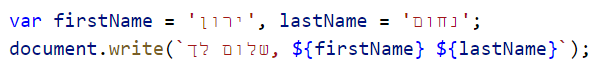 var firstName = 'ירון', lastName = 'נחום';
document.write(`שלום לך, ${firstName} ${lastName}`);